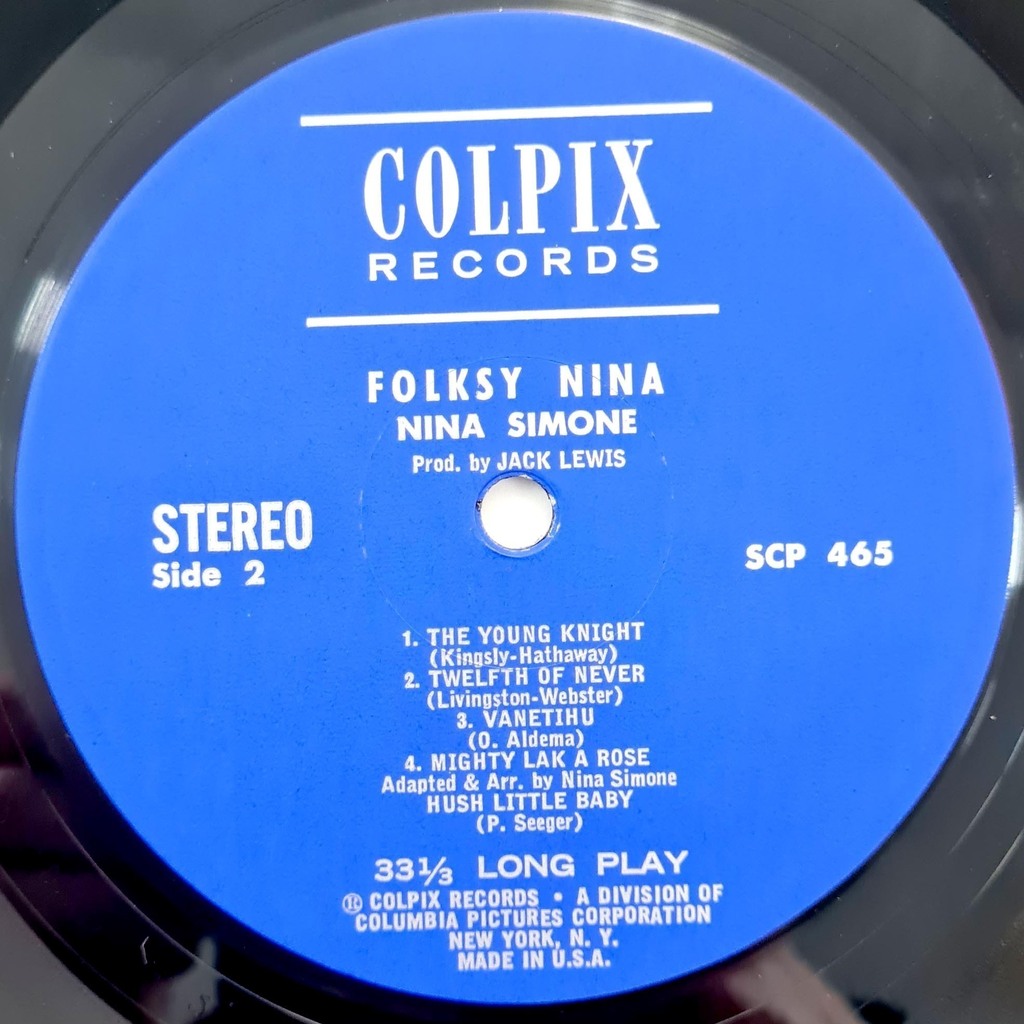 COLPIX
RECORDS
FOLKSY NINA
NINA SIMONE
Prod. by JACK LEWIS
STEREO
Side 2
SCP 465
1. THE YOUNG KNIGHT
(Kingsly-Hathaway)
2. TWELFTH OF NEVER
(Livingston-Webster)
3. VANETIHU
(O. Aldema)
4. MIGHTY LAK A ROSE
Adapted & Arr. by Nina Simone
HUSH LITTLE BABY
(P. Seeger)
33⅓ LONG PLAY
® COLPIX RECORDS • A DIVISION OF
COLUMBIA PICTURES CORPORATION
NEW YORK, N. Y.
MADE IN U.S.A.